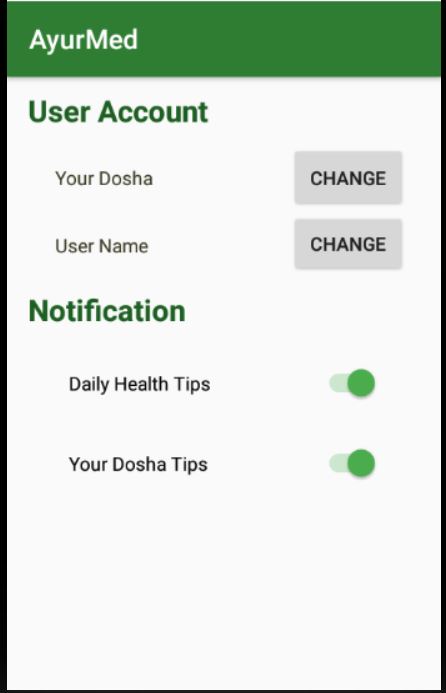 AyurMed
User Account
Your Dosha CHANGE
User Name CHANGE
Notification
Daily Health Tips
Your Dosha Tips